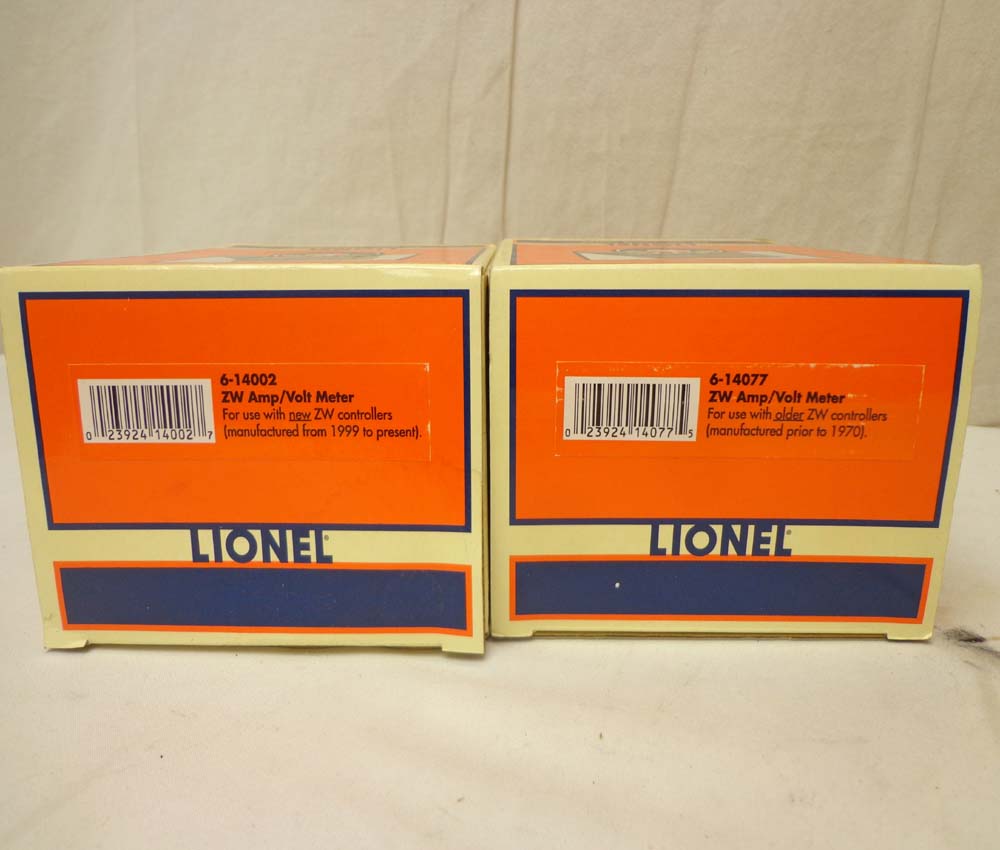 6-14002
ZW Amp/Volt Meter
For use with new ZW controllers
(manufactured from 1999 to present).
0 23924 14002 7
LIONEL®
6-14077
ZW Amp/Volt Meter
For use with older ZW controllers
(manufactured prior to 1970).
0 23924 14077 5
LIONEL®